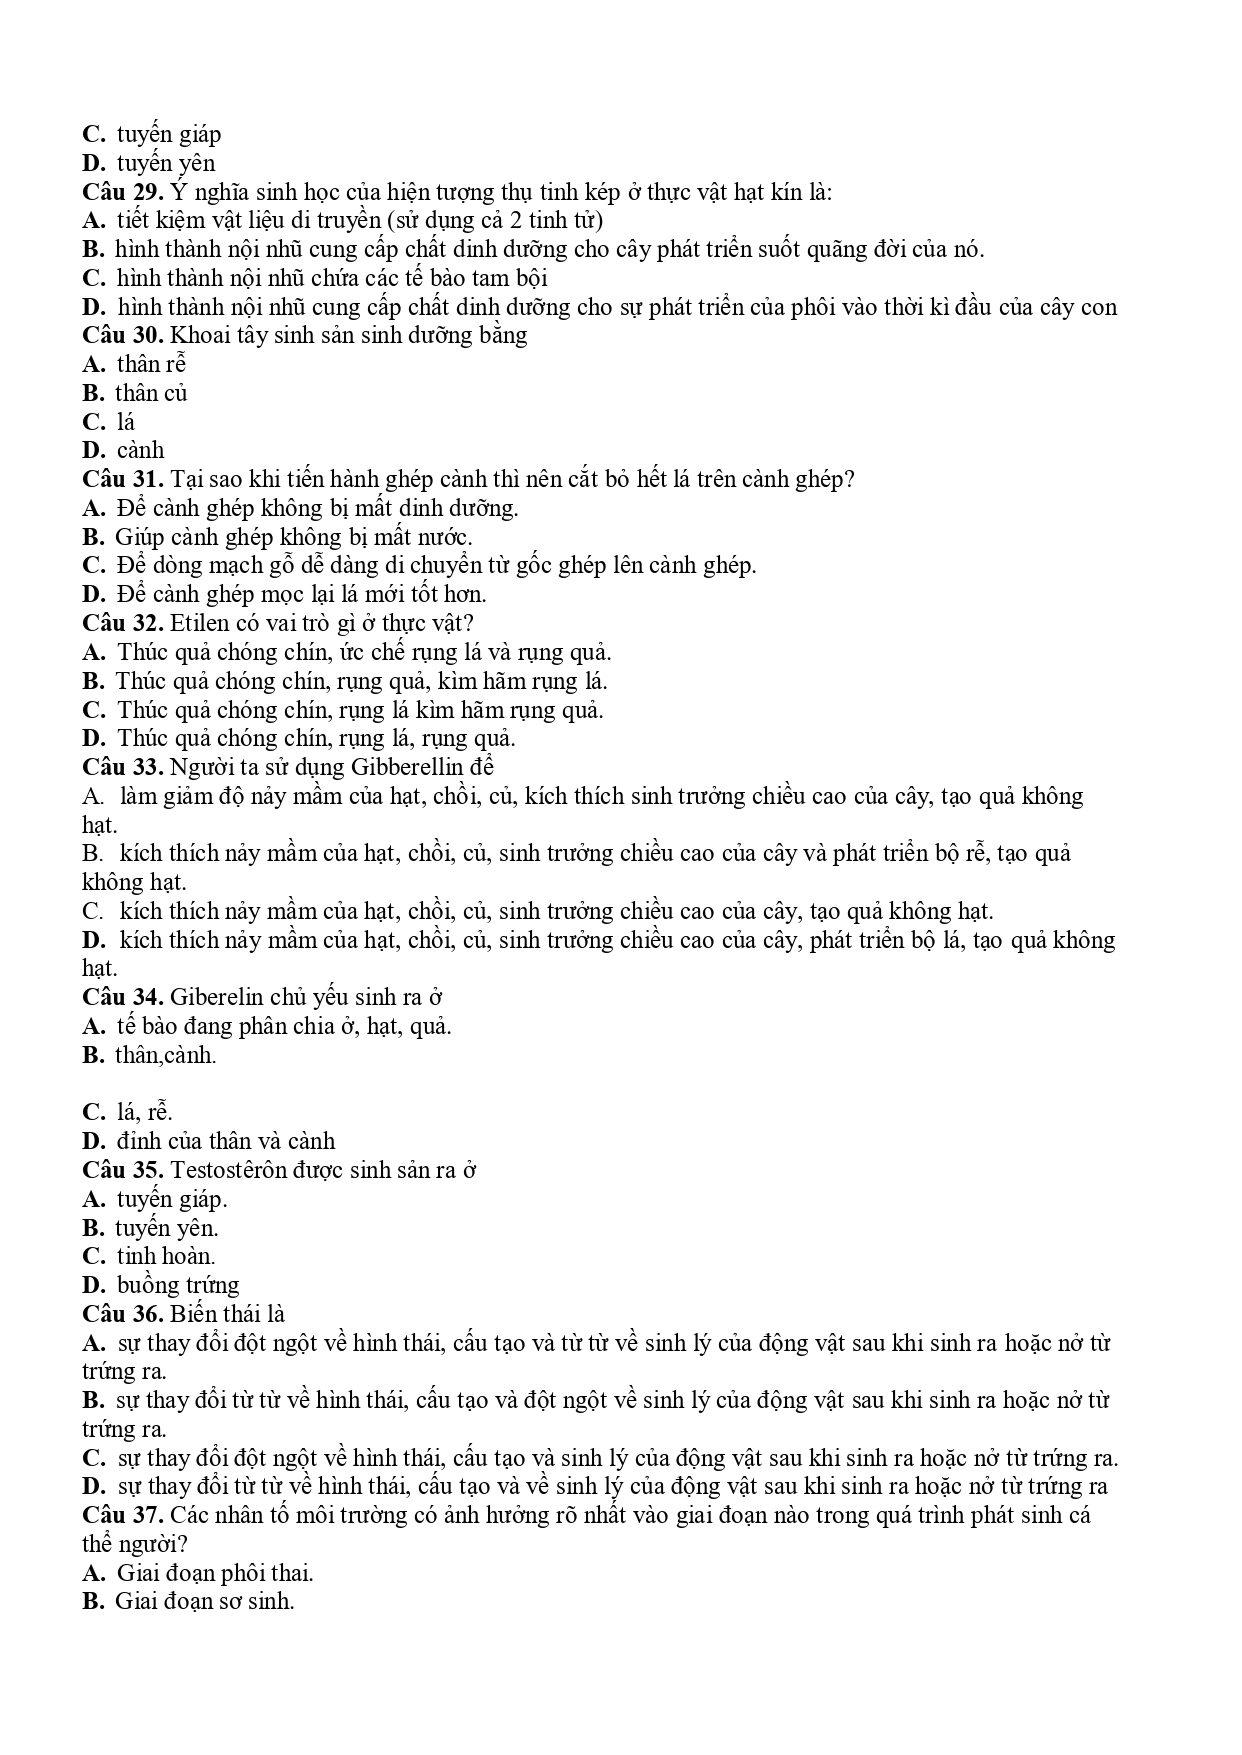 C. tuyến giáp
D. tuyến yên
Câu 29. Ý nghĩa sinh học của hiện tượng thụ tinh kép ở thực vật hạt kín là:
A. tiết kiệm vật liệu di truyền (sử dụng cả 2 tinh tử)
B. hình thành nội nhũ cung cấp chất dinh dưỡng cho cây phát triển suốt quãng đời của nó.
C. hình thành nội nhũ chứa các tế bào tam bội
D. hình thành nội nhũ cung cấp chất dinh dưỡng cho sự phát triển của phôi vào thời kì đầu của cây con
Câu 30. Khoai tây sinh sản sinh dưỡng bằng
A. thân rễ
B. thân củ
C. lá
D. cành
Câu 31. Tại sao khi tiến hành ghép cành thì nên cắt bỏ hết lá trên cành ghép?
A. Để cành ghép không bị mất dinh dưỡng.
B. Giúp cành ghép không bị mất nước.
C. Để dòng mạch gỗ dễ dàng di chuyển từ gốc ghép lên cành ghép.
D. Để cành ghép mọc lại lá mới tốt hơn.
Câu 32. Etilen có vai trò gì ở thực vật?
A. Thúc quả chóng chín, ức chế rụng lá và rụng quả.
B. Thúc quả chóng chín, rụng quả, kìm hãm rụng lá.
C. Thúc quả chóng chín, rụng lá kìm hãm rụng quả.
D. Thúc quả chóng chín, rụng lá, rụng quả.
Câu 33. Người ta sử dụng Gibberellin để
A. làm giảm độ nảy mầm của hạt, chồi, củ, kích thích sinh trưởng chiều cao của cây, tạo quả không
hạt.
B. kích thích nảy mầm của hạt, chồi, củ, sinh trưởng chiều cao của cây và phát triển bộ rễ, tạo quả
không hạt.
C. kích thích nảy mầm của hạt, chồi, củ, sinh trưởng chiều cao của cây, tạo quả không hạt.
D. kích thích nảy mầm của hạt, chồi, củ, sinh trưởng chiều cao của cây, phát triển bộ lá, tạo quả không
hạt.
Câu 34. Giberelin chủ yếu sinh ra ở
A. tế bào đang phân chia ở, hạt, quả.
B. thân,cành.
C. lá, rễ.
D. đỉnh của thân và cành
Câu 35. Testostêrôn được sinh sản ra ở
A. tuyến giáp.
B. tuyến yên.
C. tinh hoàn.
D. buồng trứng
Câu 36. Biến thái là
A. sự thay đổi đột ngột về hình thái, cấu tạo và từ từ về sinh lý của động vật sau khi sinh ra hoặc nở từ
trứng ra.
B. sự thay đổi từ từ về hình thái, cấu tạo và đột ngột về sinh lý của động vật sau khi sinh ra hoặc nở từ
trứng ra.
C. sự thay đổi đột ngột về hình thái, cấu tạo và sinh lý của động vật sau khi sinh ra hoặc nở từ trứng ra.
D. sự thay đổi từ từ về hình thái, cấu tạo và về sinh lý của động vật sau khi sinh ra hoặc nở từ trứng ra
Câu 37. Các nhân tố môi trường có ảnh hưởng rõ nhất vào giai đoạn nào trong quá trình phát sinh cá
thể người?
A. Giai đoạn phôi thai.
B. Giai đoạn sơ sinh.